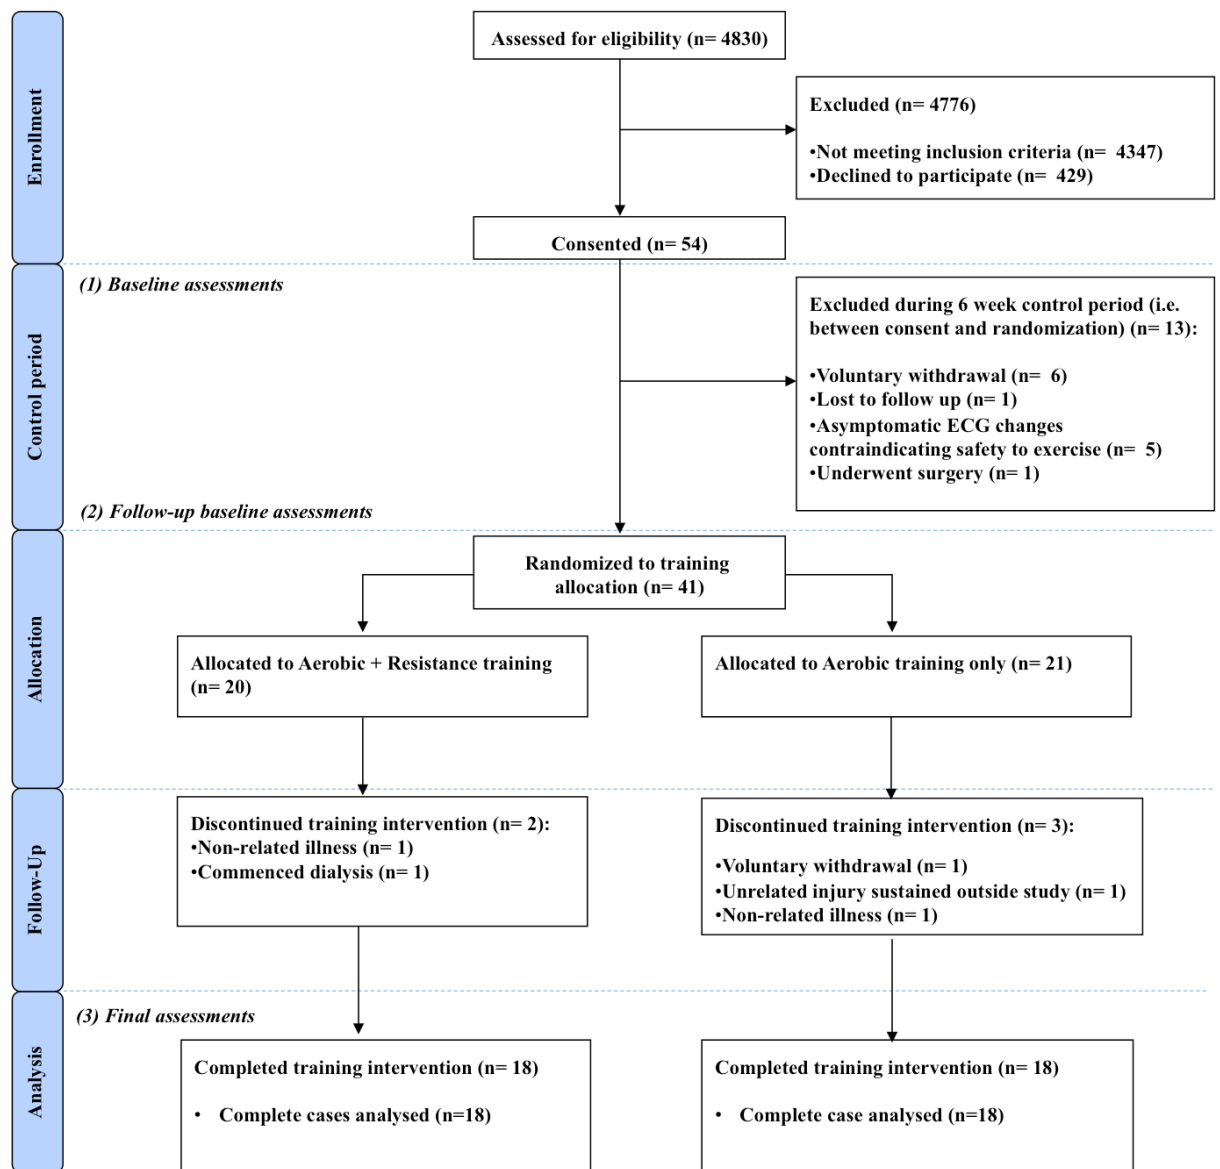 Enrollment
Assessed for eligibility (n= 4830)
Excluded (n= 4776)
•Not meeting inclusion criteria (n=  4347)
•Declined to participate (n=  429)
Consented (n= 54)
Control period
(1) Baseline assessments
Excluded during 6 week control period (i.e.
between consent and randomization) (n= 13):
•Voluntary withdrawal (n=  6)
•Lost to follow up (n= 1)
•Asymptomatic ECG changes
contraindicating safety to exercise (n=  5)
•Underwent surgery (n= 1)
(2) Follow-up baseline assessments
Allocation
Randomized to training
allocation (n= 41)
Allocated to Aerobic + Resistance training
(n= 20)
Allocated to Aerobic training only (n= 21)
Follow-Up
Discontinued training intervention (n= 2):
•Non-related illness (n= 1)
•Commenced dialysis (n= 1)
Discontinued training intervention (n= 3):
•Voluntary withdrawal (n= 1)
•Unrelated injury sustained outside study (n= 1)
•Non-related illness (n= 1)
Analysis
(3) Final assessments
Completed training intervention (n= 18)
• Complete cases analysed (n=18)
Completed training intervention (n= 18)
• Complete case analysed (n=18)